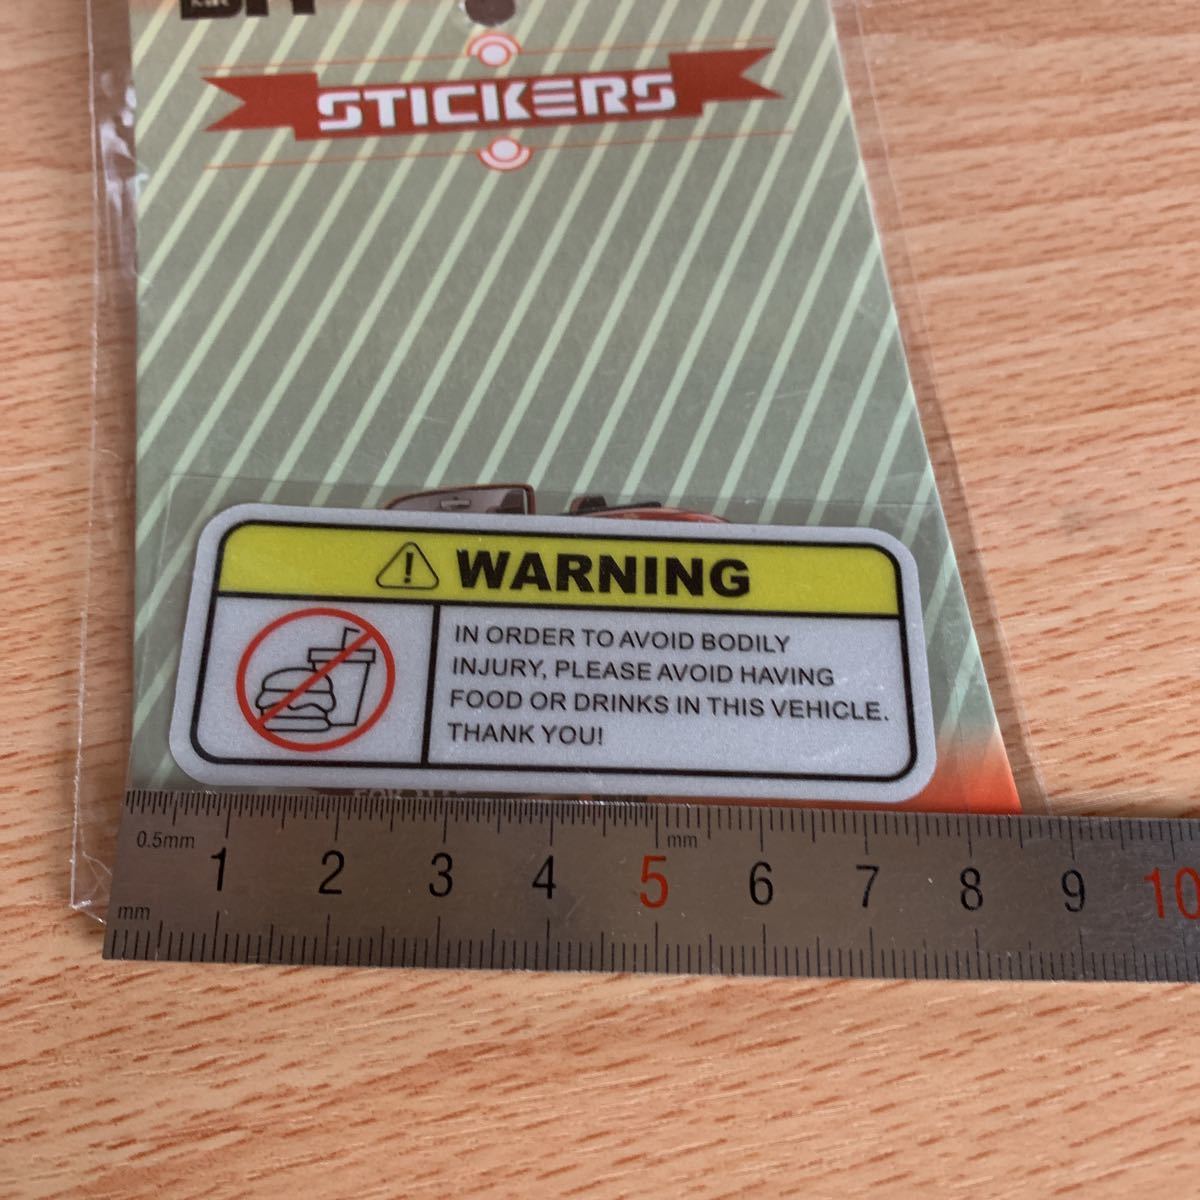 STICKERS
WARNING
IN ORDER TO AVOID BODILY
INJURY, PLEASE AVOID HAVING
FOOD OR DRINKS IN THIS VEHICLE.
THANK YOU!
0.5mm mm
1 2 3 4 5 6 7 8 9 10
mm